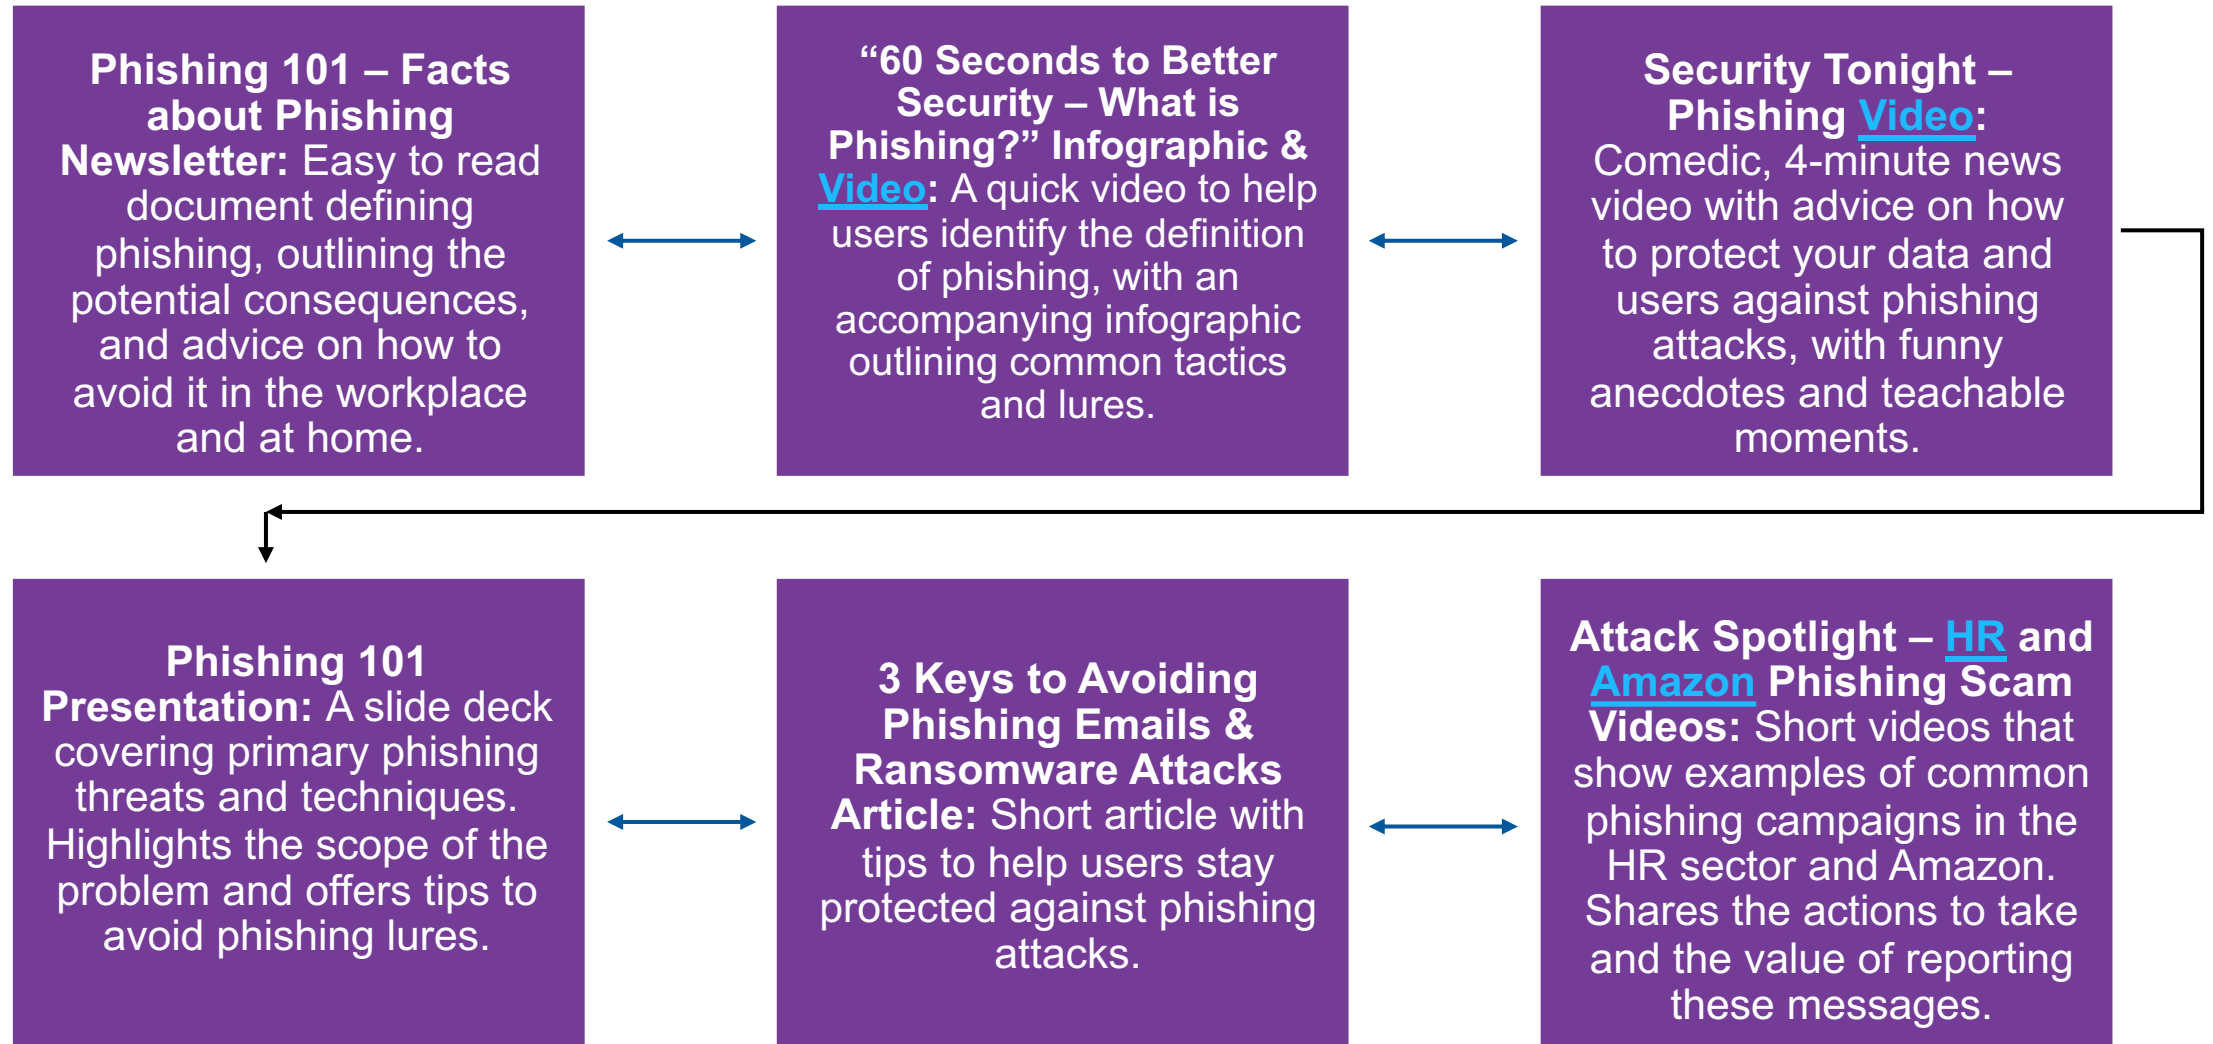 Phishing 101 – Facts
about Phishing
Newsletter: Easy to read
document defining
phishing, outlining the
potential consequences,
and advice on how to
avoid it in the workplace
and at home.
“60 Seconds to Better
Security – What is
Phishing?” Infographic &
Video: A quick video to help
users identify the definition
of phishing, with an
accompanying infographic
outlining common tactics
and lures.
Security Tonight –
Phishing Video:
Comedic, 4-minute news
video with advice on how
to protect your data and
users against phishing
attacks, with funny
anecdotes and teachable
moments.
Phishing 101
Presentation: A slide deck
covering primary phishing
threats and techniques.
Highlights the scope of the
problem and offers tips to
avoid phishing lures.
3 Keys to Avoiding
Phishing Emails &
Ransomware Attacks
Article: Short article with
tips to help users stay
protected against phishing
attacks.
Attack Spotlight – HR and
Amazon Phishing Scam
Videos: Short videos that
show examples of common
phishing campaigns in the
HR sector and Amazon.
Shares the actions to take
and the value of reporting
these messages.